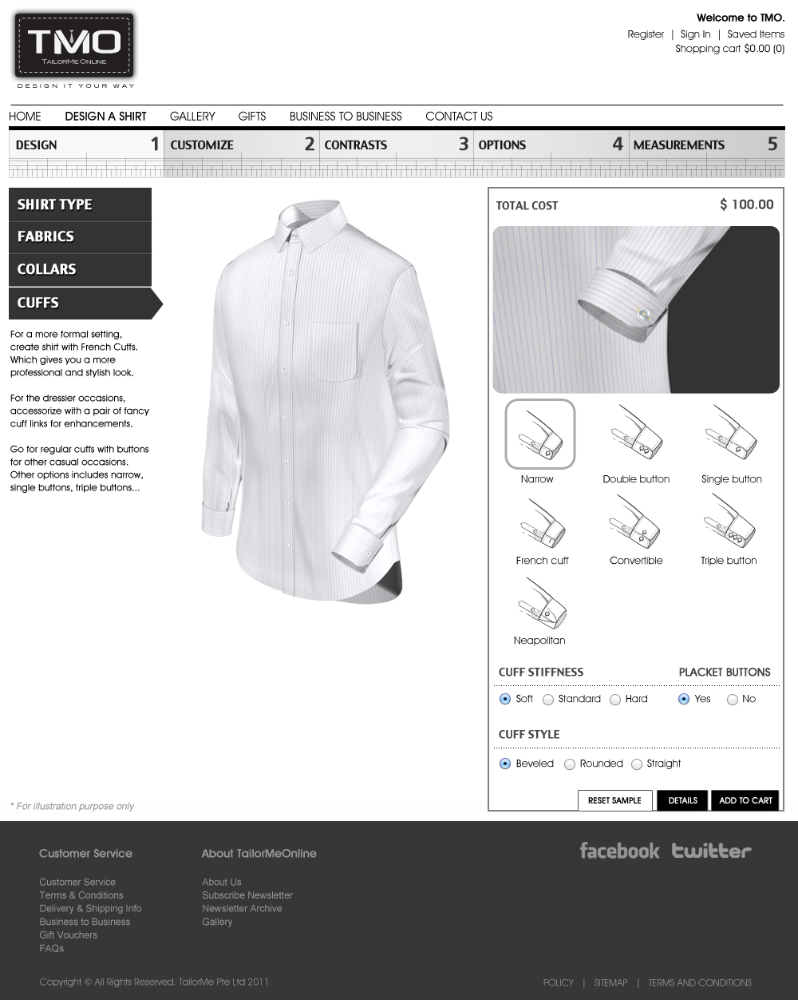 TMO
TAILORME ONLINE
DESIGN IT YOUR WAY
Welcome to TMO.
Register | Sign In | Saved Items
Shopping cart $0.00 (0)
HOME DESIGN A SHIRT GALLERY GIFTS BUSINESS TO BUSINESS CONTACT US
DESIGN 1 CUSTOMIZE 2 CONTRASTS 3 OPTIONS 4 MEASUREMENTS 5
SHIRT TYPE
FABRICS
COLLARS
CUFFS
For a more formal setting,
create shirt with French Cuffs.
Which gives you a more
professional and stylish look.
For the dressier occasions,
accessorize with a pair of fancy
cuff links for enhancements.
Go for regular cuffs with buttons
for other casual occasions.
Other options includes narrow,
single buttons, triple buttons...
* For illustration purpose only
TOTAL COST $ 100.00
Narrow Double button Single button
French cuff Convertible Triple button
Neapolitan
CUFF STIFFNESS PLACKET BUTTONS
Soft Standard Hard Yes No
CUFF STYLE
Beveled Rounded Straight
RESET SAMPLE DETAILS ADD TO CART
Customer Service About TailorMeOnline facebook twitter
Customer Service About Us
Terms & Conditions Subscribe Newsletter
Delivery & Shipping Info Newsletter Archive
Business to Business Gallery
Gift Vouchers
FAQs
Copyright © All Rights Reserved. TailorMe Pte Ltd 2011 POLICY | SITEMAP | TERMS AND CONDITIONS